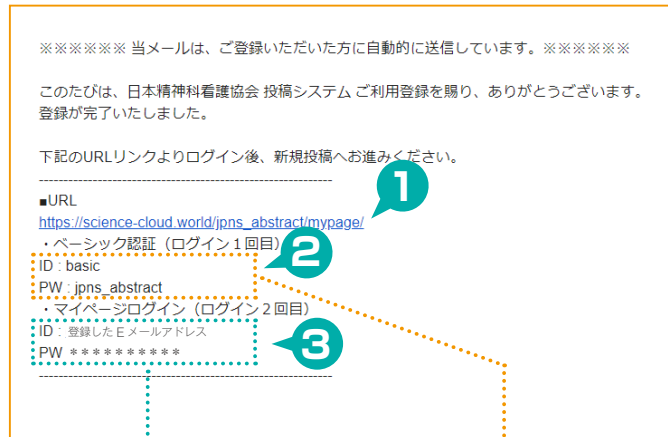 ※※※※※※ 当メールは、ご登録いただいた方に自動的に送信しています。※※※※※※
このたびは、日本精神科看護協会 投稿システム ご利用登録を賜り、ありがとうございます。
登録が完了いたしました。
下記のURLリンクよりログイン後、新規投稿へお進みください。
------------------------------------------------------------
1
■URL
https://science-cloud.world/jpns_abstract/mypage/
・ベーシック認証（ログイン１回目）
2
ID : basic
PW : jpns_abstract
・マイページログイン（ログイン２回目）
3
ID : 登録したＥメールアドレス
PW ＊＊＊＊＊＊＊＊＊＊
------------------------------------------------------------